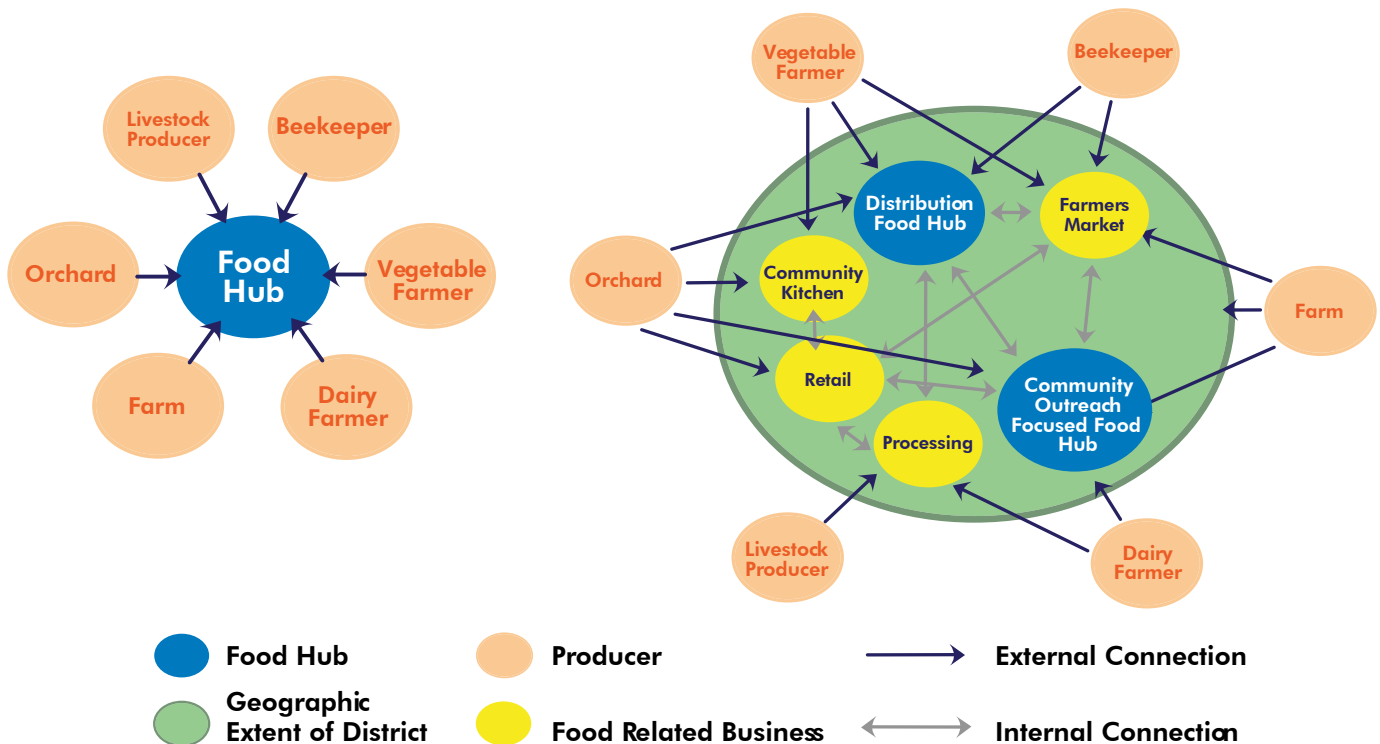 Livestock
Producer
Beekeeper
Orchard
Food
Hub
Vegetable
Farmer
Farm
Dairy
Farmer
Vegetable
Farmer
Beekeeper
Distribution
Food Hub
Farmers
Market
Orchard
Community
Kitchen
Farm
Retail
Community
Outreach
Focused Food
Hub
Processing
Livestock
Producer
Dairy
Farmer
Food Hub
Producer
External Connection
Geographic
Extent of District
Food Related Business
Internal Connection